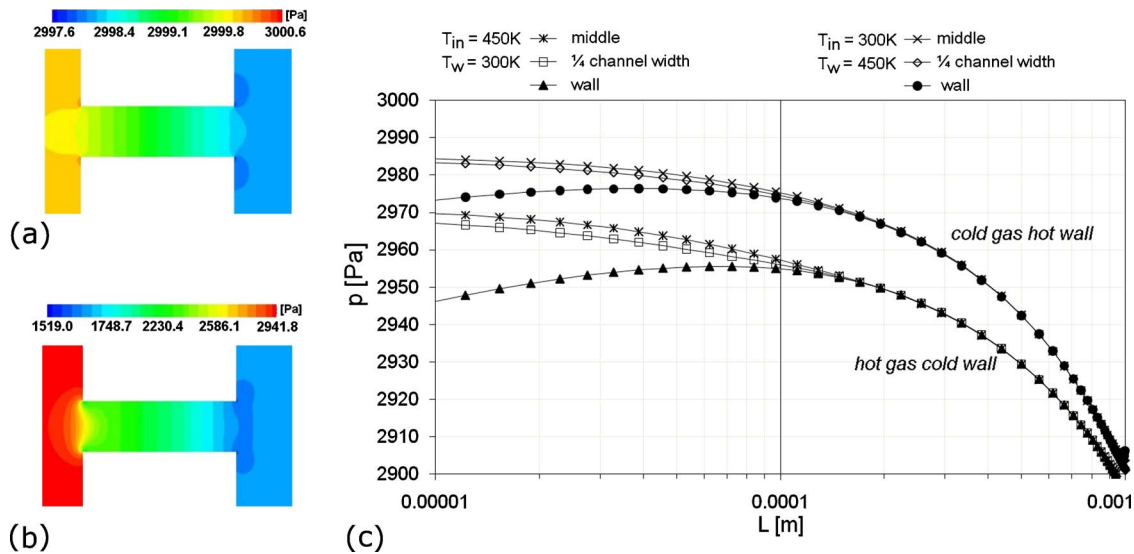 [Pa]
2997.6 2998.4 2999.1 2999.8 3000.6
(a)
[Pa]
1519.0 1748.7 2230.4 2586.1 2941.8
(b)
T_in = 450K middle
T_w = 300K ¼ channel width
wall
T_in = 300K middle
T_w = 450K ¼ channel width
wall
3000
2990
2980
2970
2960
2950
2940
2930
2920
2910
2900
p [Pa]
cold gas hot wall
hot gas cold wall
0.00001 0.0001 0.001
L [m]
(c)